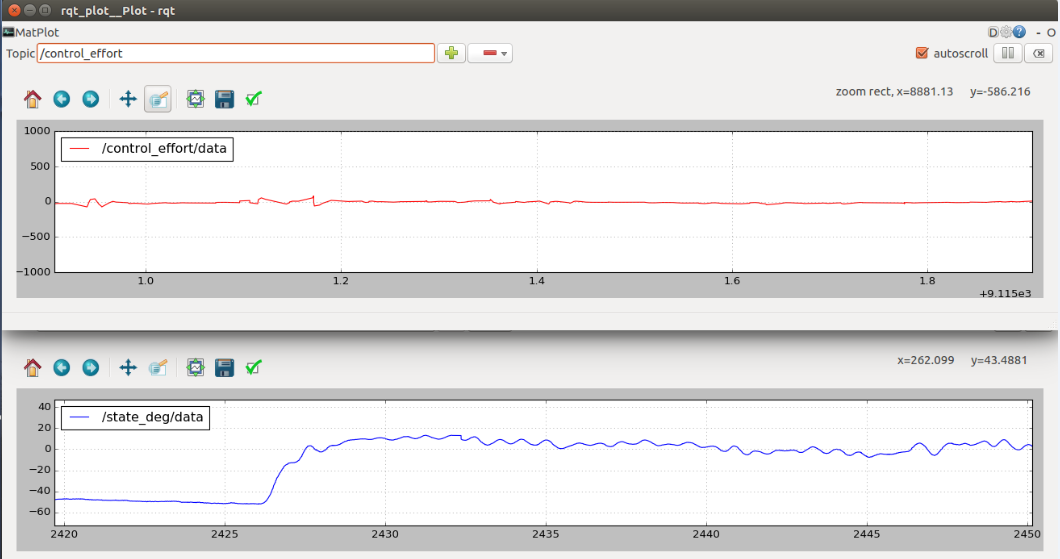 rqt_plot__Plot - rqt
MatPlot
D ? - O
Topic /control_effort autoscroll
zoom rect, x=8881.13 y=-586.216
1000
/control_effort/data
500
0
−500
−1000
1.0 1.2 1.4 1.6 1.8
+9.115e3
x=262.099 y=43.4881
40
/state_deg/data
20
0
−20
−40
−60
2420 2425 2430 2435 2440 2445 2450